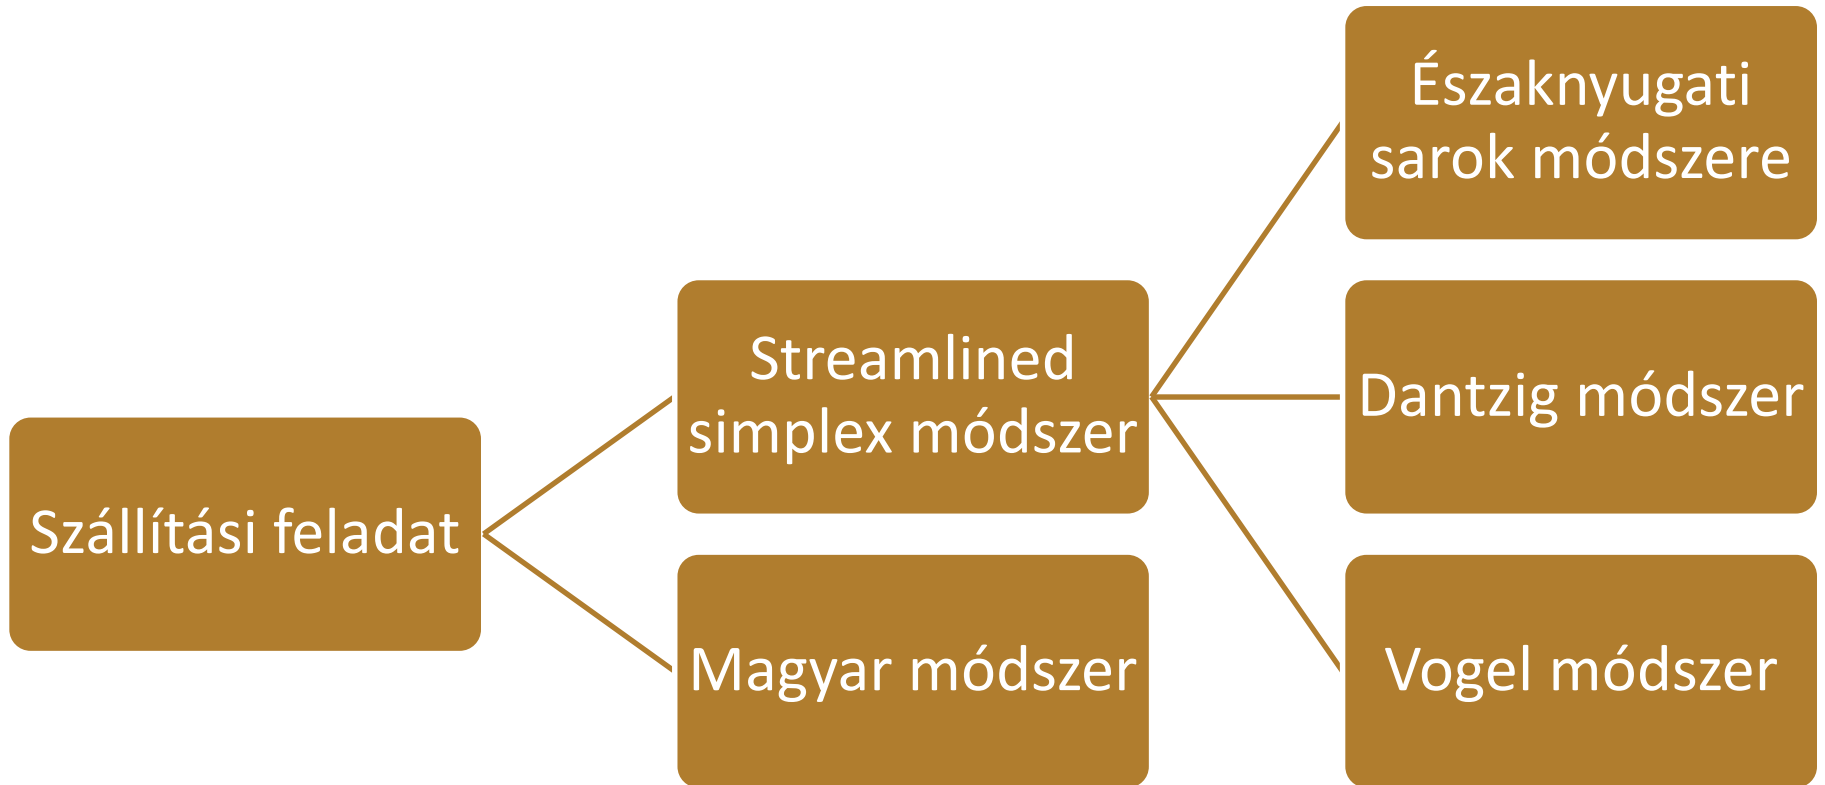 Szállítási feladat
Streamlined
simplex módszer
Magyar módszer
Északnyugati
sarok módszere
Dantzig módszer
Vogel módszer